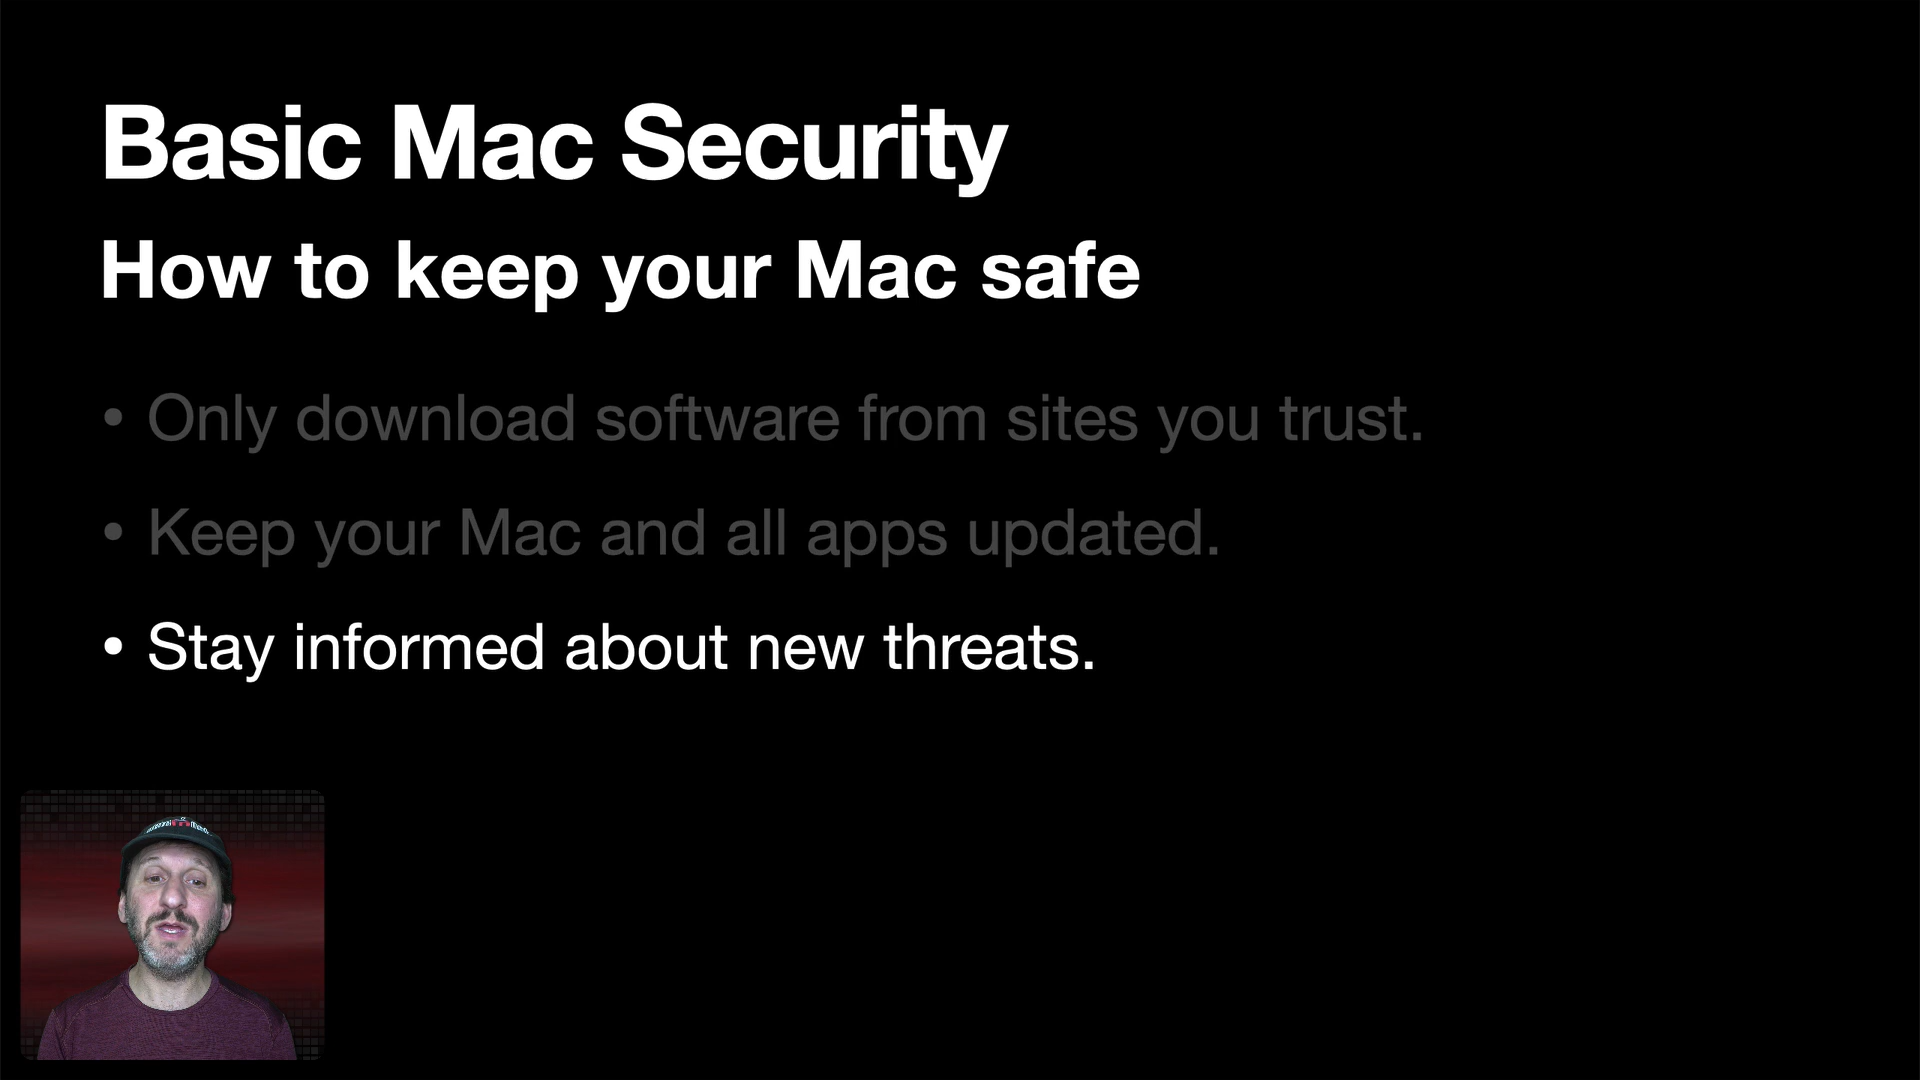 Basic Mac Security
How to keep your Mac safe
• Only download software from sites you trust.
• Keep your Mac and all apps updated.
• Stay informed about new threats.